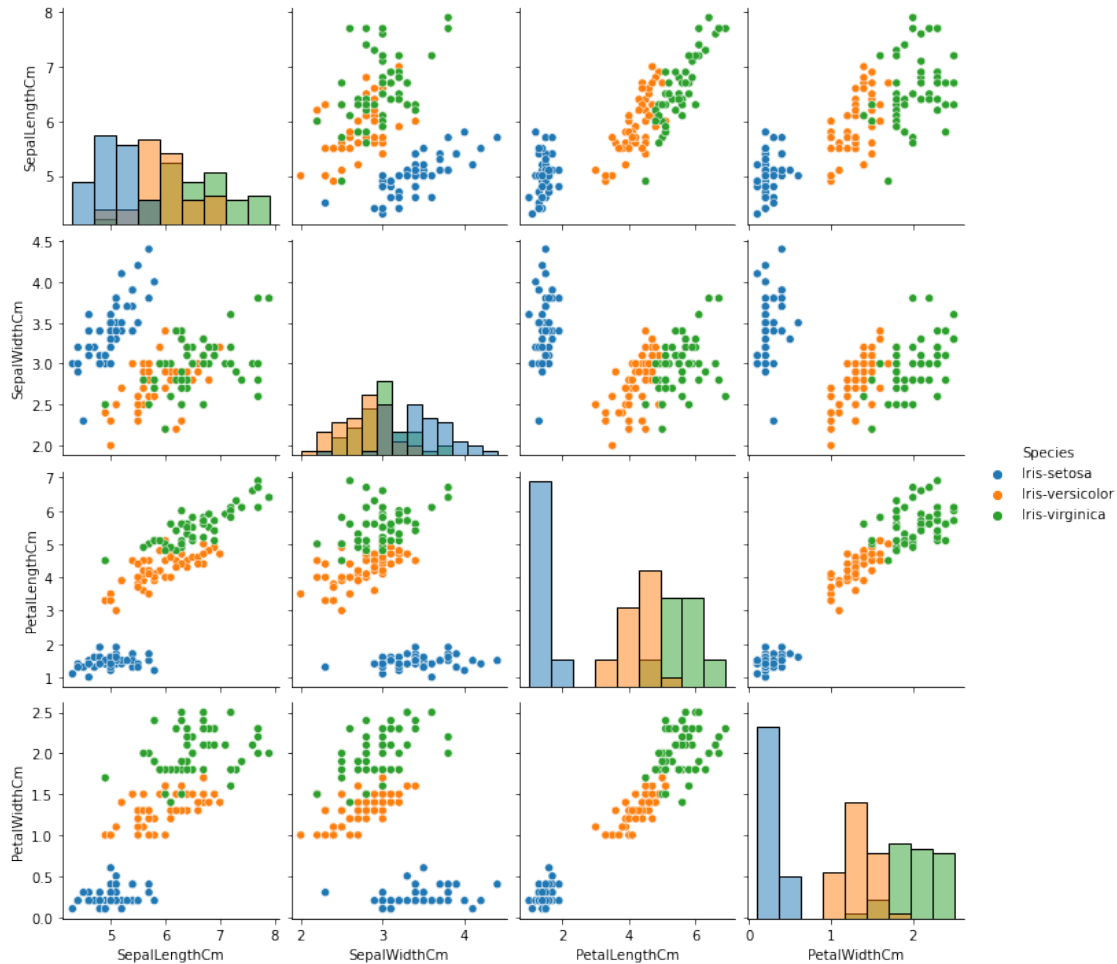 8
7
6
5
SepalLengthCm
4.5
4.0
3.5
3.0
2.5
2.0
SepalWidthCm
Species
Iris-setosa
Iris-versicolor
Iris-virginica
7
6
5
4
3
2
1
PetalLengthCm
2.5
2.0
1.5
1.0
0.5
0.0
PetalWidthCm
5 6 7 8
SepalLengthCm
2 3 4
SepalWidthCm
2 4 6
PetalLengthCm
0 1 2
PetalWidthCm